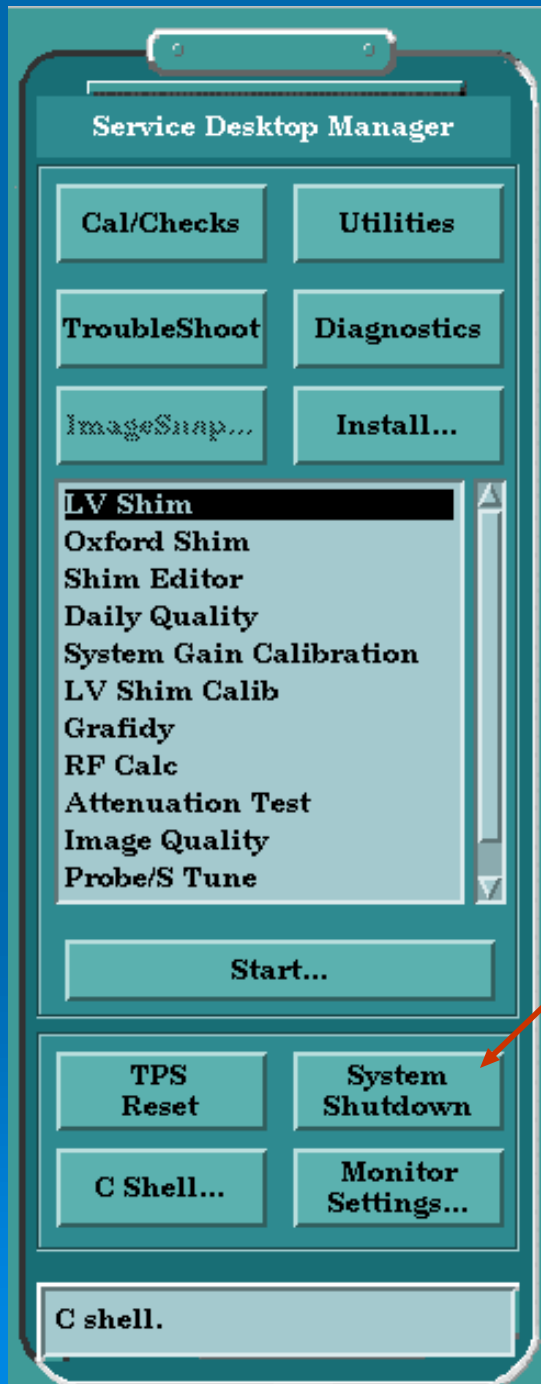 Service Desktop Manager
Cal/Checks Utilities
TroubleShoot Diagnostics
ImageSnap... Install...
LV Shim
Oxford Shim
Shim Editor
Daily Quality
System Gain Calibration
LV Shim Calib
Grafidy
RF Calc
Attenuation Test
Image Quality
Probe/S Tune
Start...
TPS
Reset
System
Shutdown
C Shell...
Monitor
Settings...
C shell.